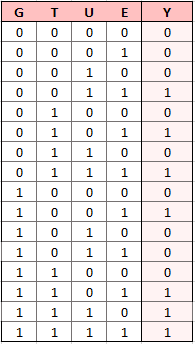 G T U E Y
0 0 0 0 0
0 0 0 1 0
0 0 1 0 0
0 0 1 1 1
0 1 0 0 0
0 1 0 1 1
0 1 1 0 0
0 1 1 1 1
1 0 0 0 0
1 0 0 1 1
1 0 1 0 0
1 0 1 1 0
1 1 0 0 0
1 1 0 1 1
1 1 1 0 1
1 1 1 1 1